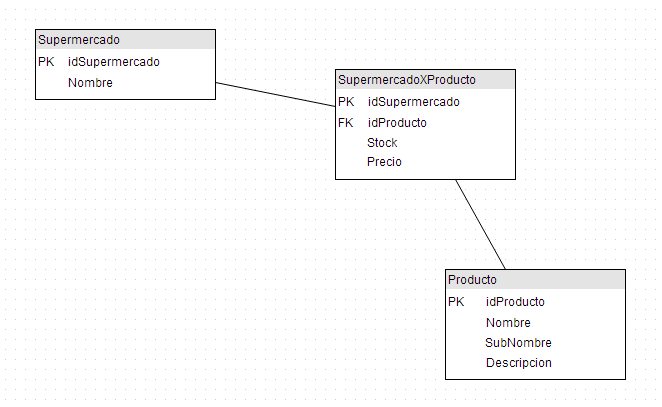 Supermercado
PK idSupermercado
Nombre
SupermercadoXProducto
PK idSupermercado
FK idProducto
Stock
Precio
Producto
PK idProducto
Nombre
SubNombre
Descripcion